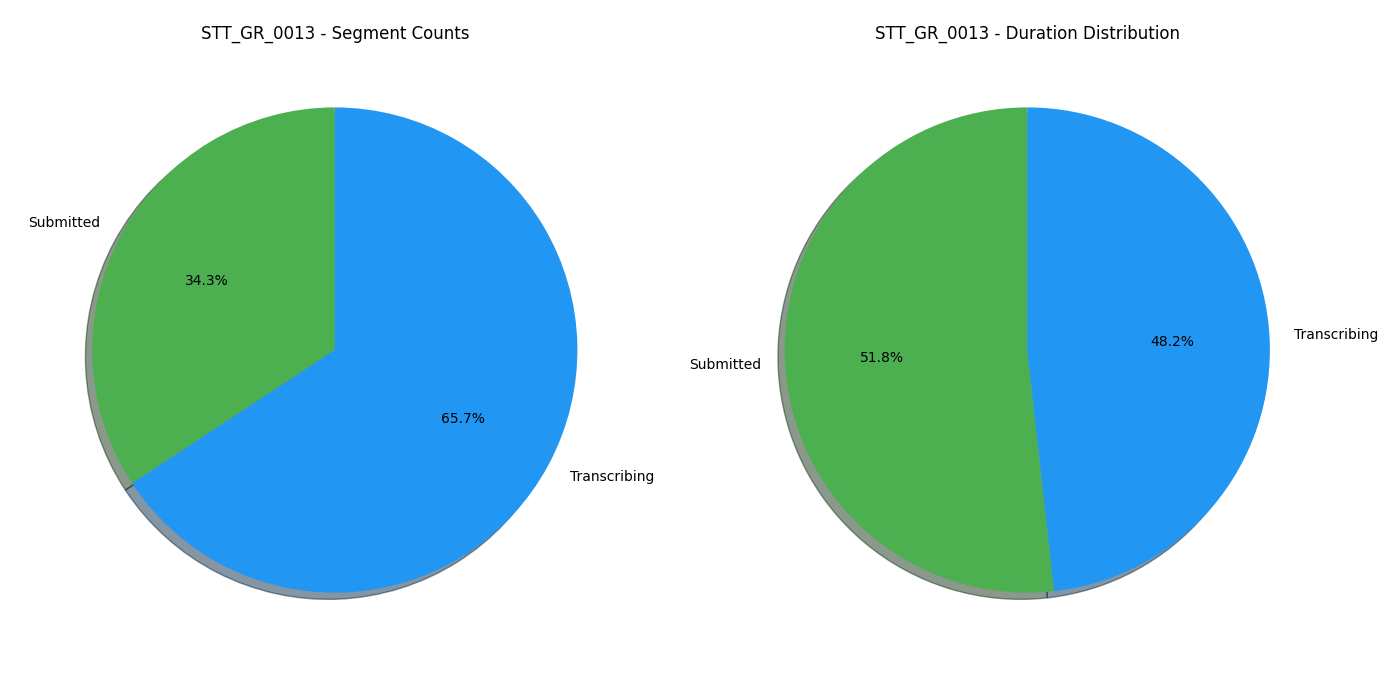 STT_GR_0013 - Segment Counts
Submitted
34.3%
65.7%
Transcribing
STT_GR_0013 - Duration Distribution
Submitted
51.8%
48.2%
Transcribing